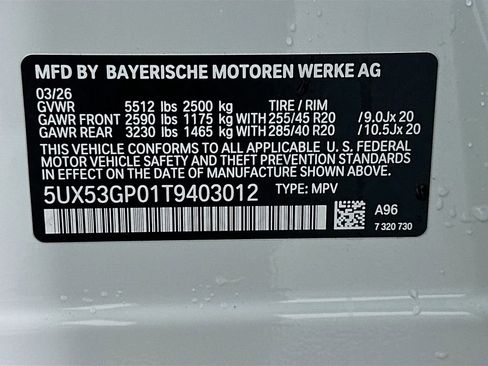 MFD BY BAYERISCHE MOTOREN WERKE AG
03/26
GVWR 5512 lbs 2500 kg TIRE / RIM
GAWR FRONT 2590 lbs 1175 kg WITH 255/45 R20 /9.0Jx 20
GAWR REAR 3230 lbs 1465 kg WITH 285/40 R20 /10.5Jx 20
THIS VEHICLE CONFORMS TO ALL APPLICABLE U. S. FEDERAL
MOTOR VEHICLE SAFETY, BUMPER, AND THEFT PREVENTION
STANDARDS IN EFFECT ON THE DATE OF MANUFACTURE SHOWN ABOVE.
5UX53GP01T9403012 TYPE: MPV
A96
7 320 730